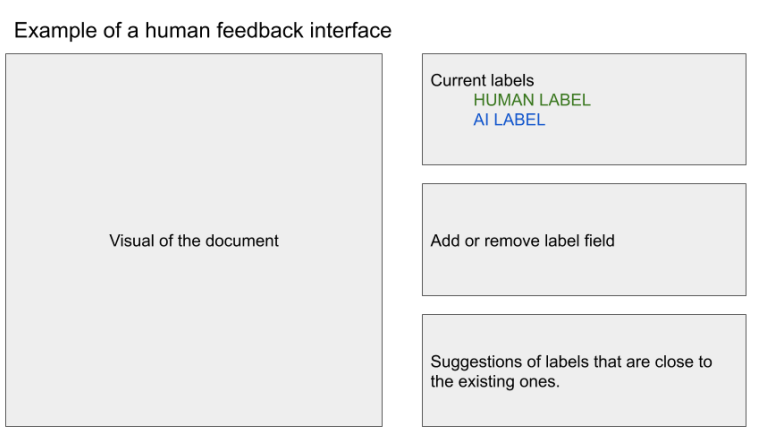 Example of a human feedback interface
Visual of the document
Current labels
HUMAN LABEL
AI LABEL
Add or remove label field
Suggestions of labels that are close to
the existing ones.